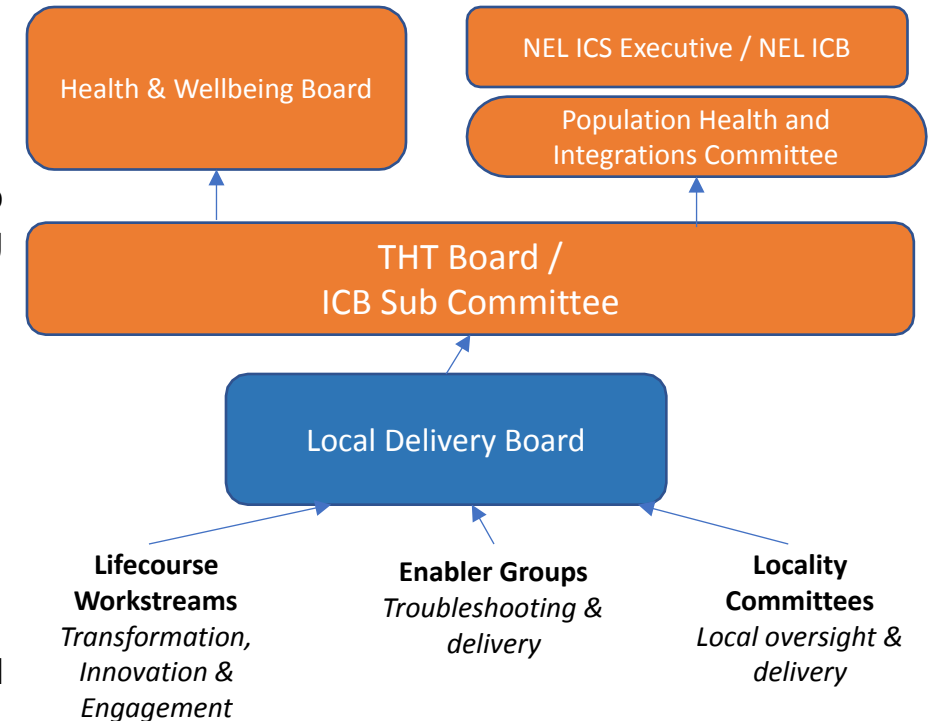 Health & Wellbeing Board
NEL ICS Executive / NEL ICB
Population Health and
Integrations Committee
THT Board /
ICB Sub Committee
Local Delivery Board
Lifecourse
Workstreams
Transformation,
Innovation &
Engagement
Enabler Groups
Troubleshooting &
delivery
Locality
Committees
Local oversight &
delivery